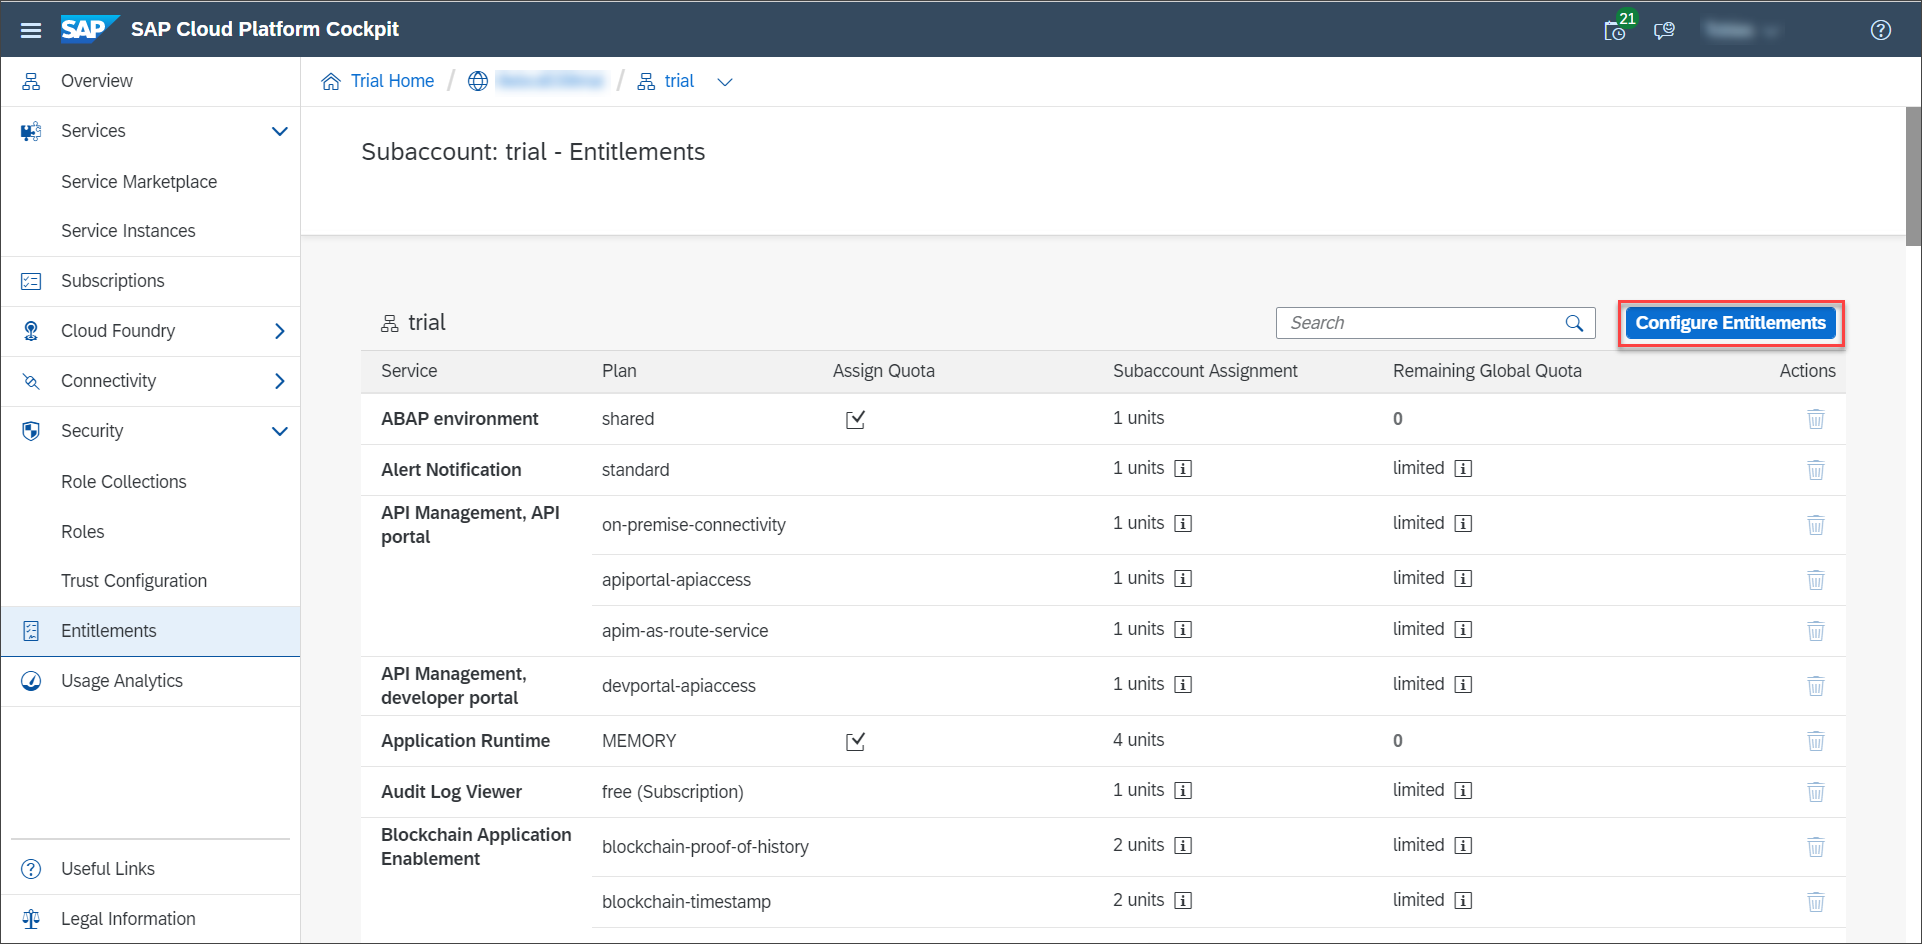 SAP SAP Cloud Platform Cockpit 21
Overview
Services
Service Marketplace
Service Instances
Subscriptions
Cloud Foundry
Connectivity
Security
Role Collections
Roles
Trust Configuration
Entitlements
Usage Analytics
Useful Links
Legal Information
Trial Home / / trial
Subaccount: trial - Entitlements
trial Search Configure Entitlements
Service Plan Assign Quota Subaccount Assignment Remaining Global Quota Actions
ABAP environment shared 1 units 0
Alert Notification standard 1 units limited
API Management, API
portal on-premise-connectivity 1 units limited
apiportal-apiaccess 1 units limited
apim-as-route-service 1 units limited
API Management,
developer portal devportal-apiaccess 1 units limited
Application Runtime MEMORY 4 units 0
Audit Log Viewer free (Subscription) 1 units limited
Blockchain Application
Enablement blockchain-proof-of-history 2 units limited
blockchain-timestamp 2 units limited